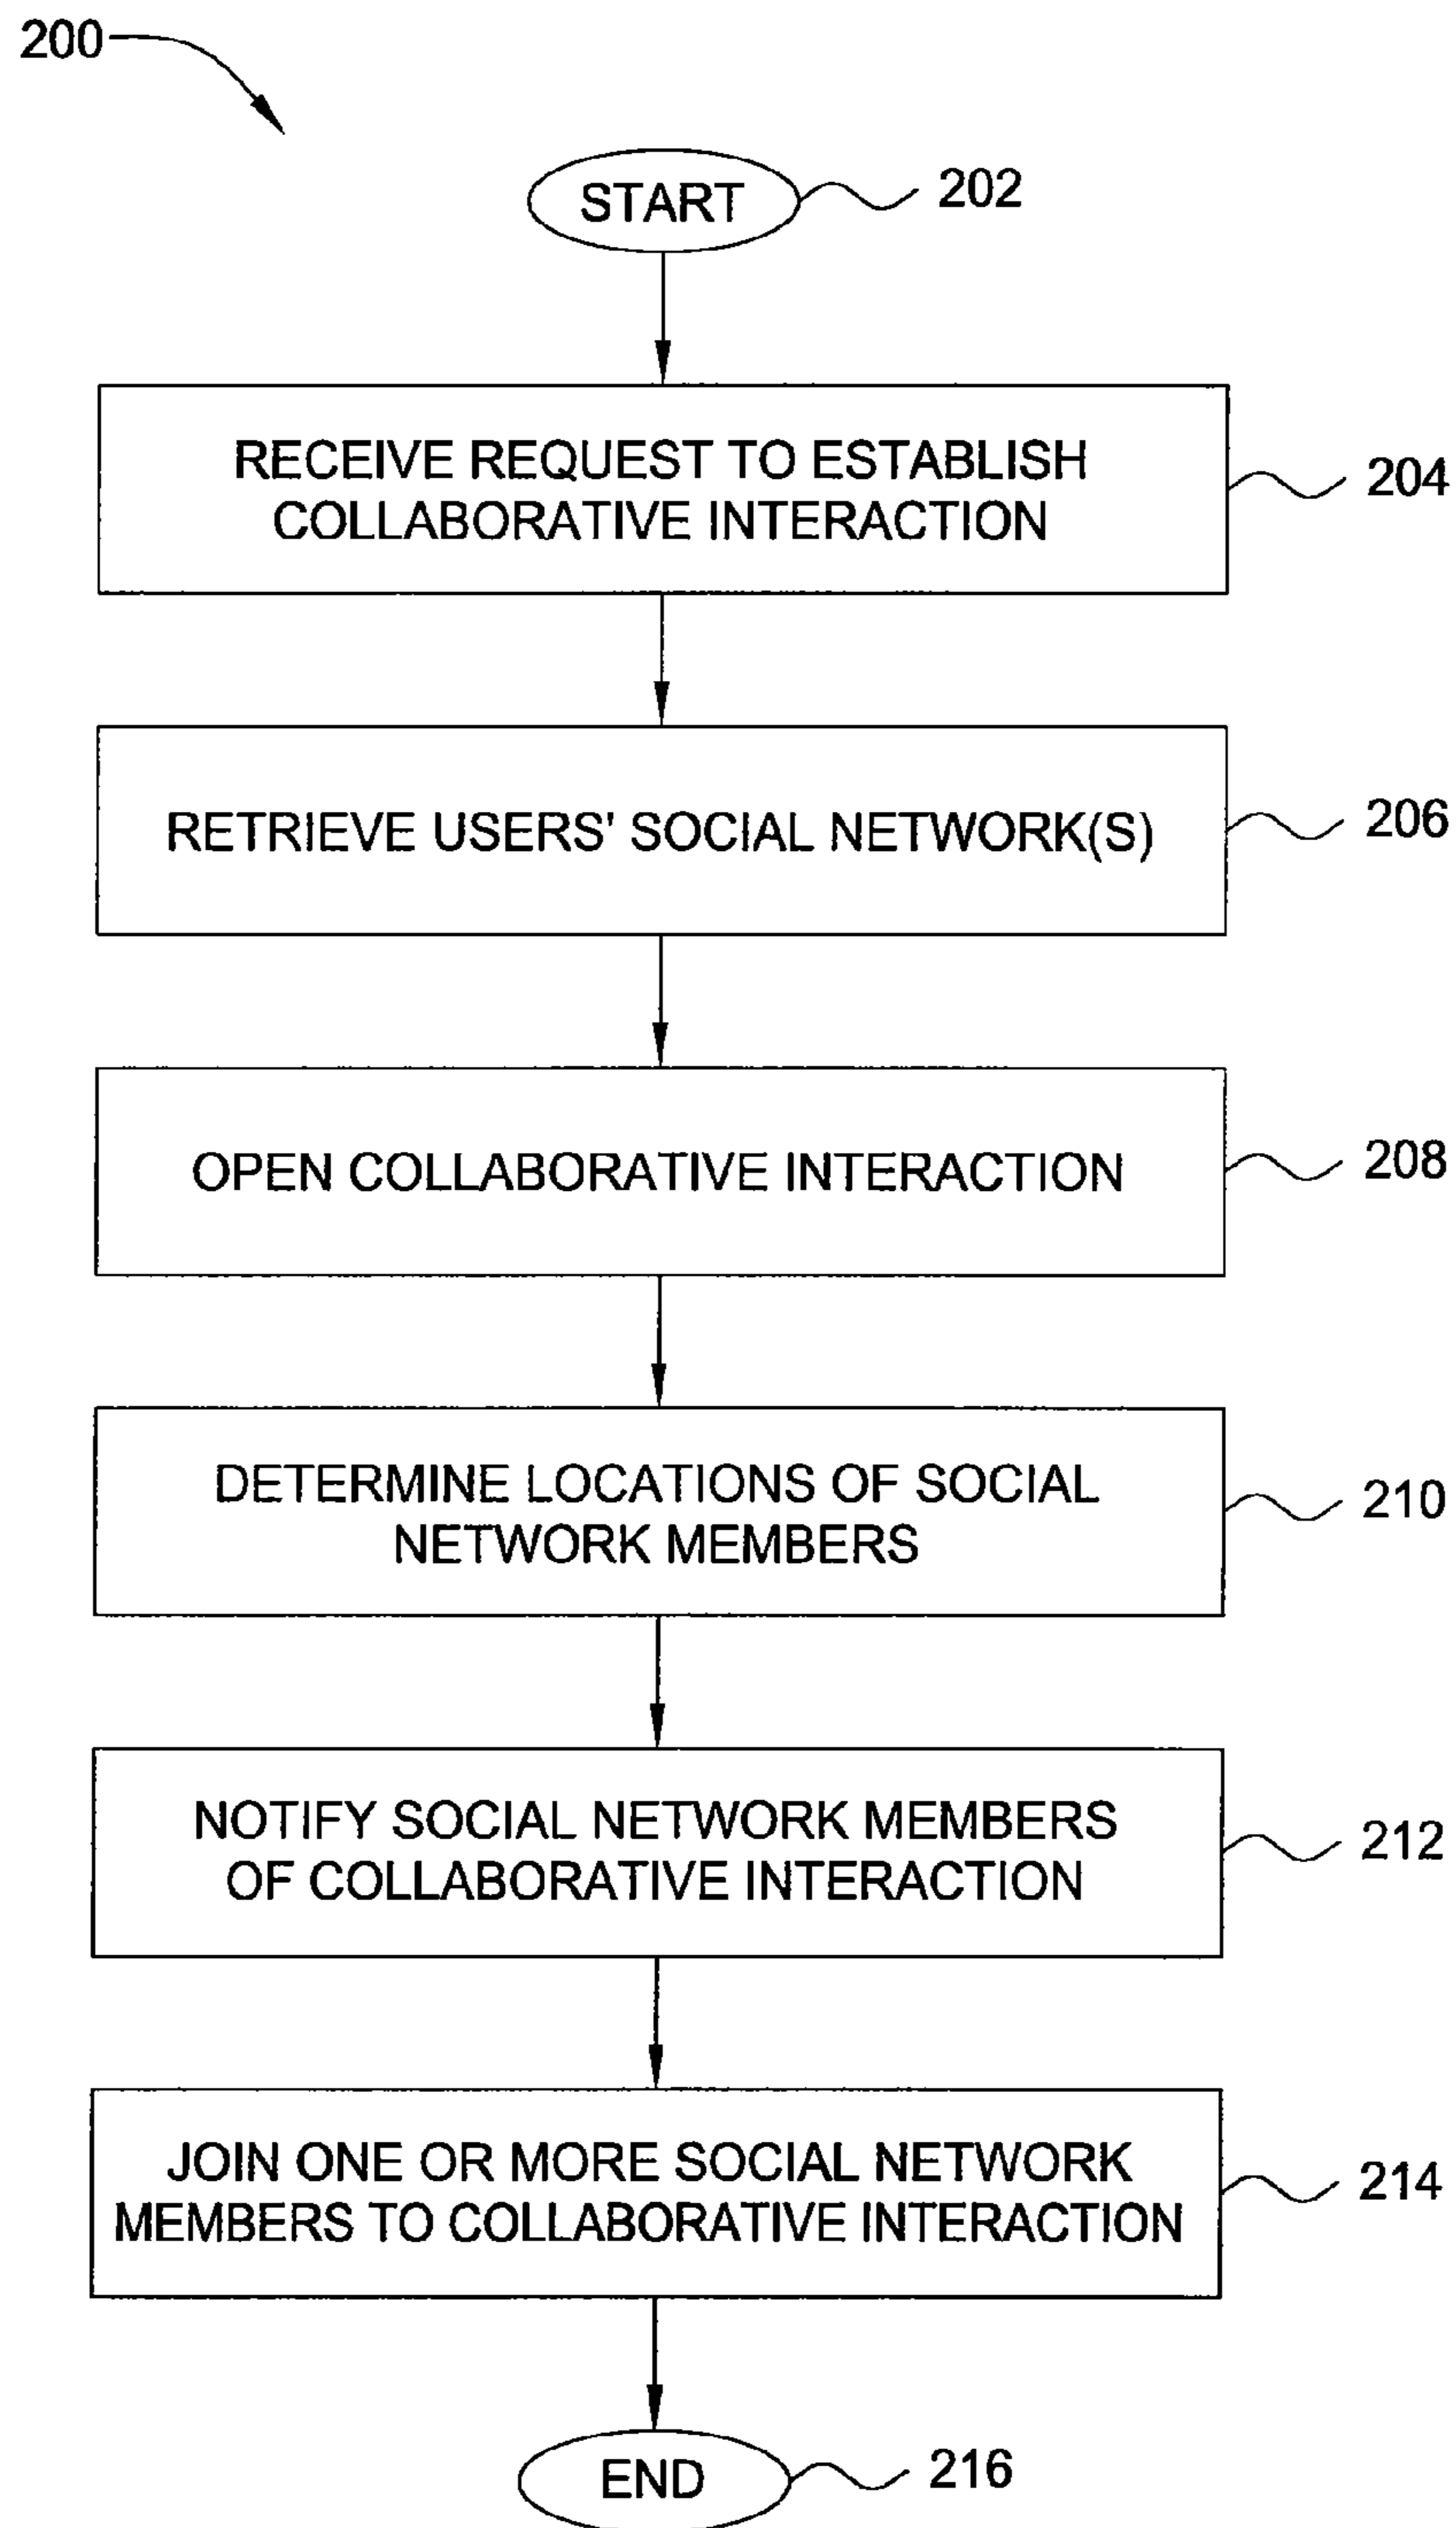 200
START
202
RECEIVE REQUEST TO ESTABLISH
COLLABORATIVE INTERACTION
204
RETRIEVE USERS' SOCIAL NETWORK(S)
206
OPEN COLLABORATIVE INTERACTION
208
DETERMINE LOCATIONS OF SOCIAL
NETWORK MEMBERS
210
NOTIFY SOCIAL NETWORK MEMBERS
OF COLLABORATIVE INTERACTION
212
JOIN ONE OR MORE SOCIAL NETWORK
MEMBERS TO COLLABORATIVE INTERACTION
214
END
216